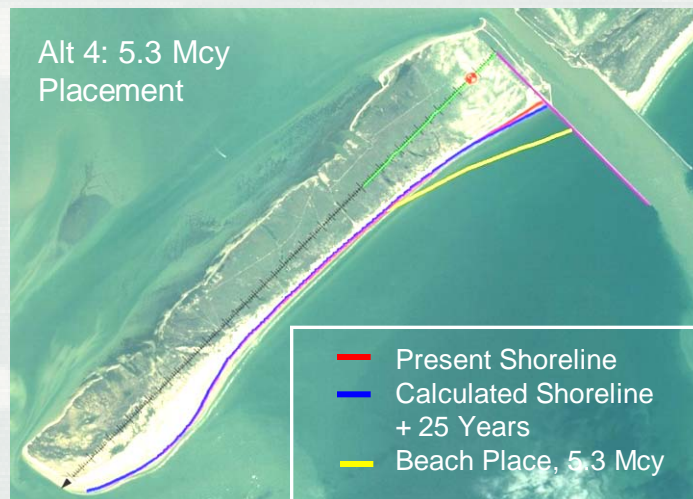 Alt 4: 5.3 Mcy
Placement
Present Shoreline
Calculated Shoreline
+ 25 Years
Beach Place, 5.3 Mcy